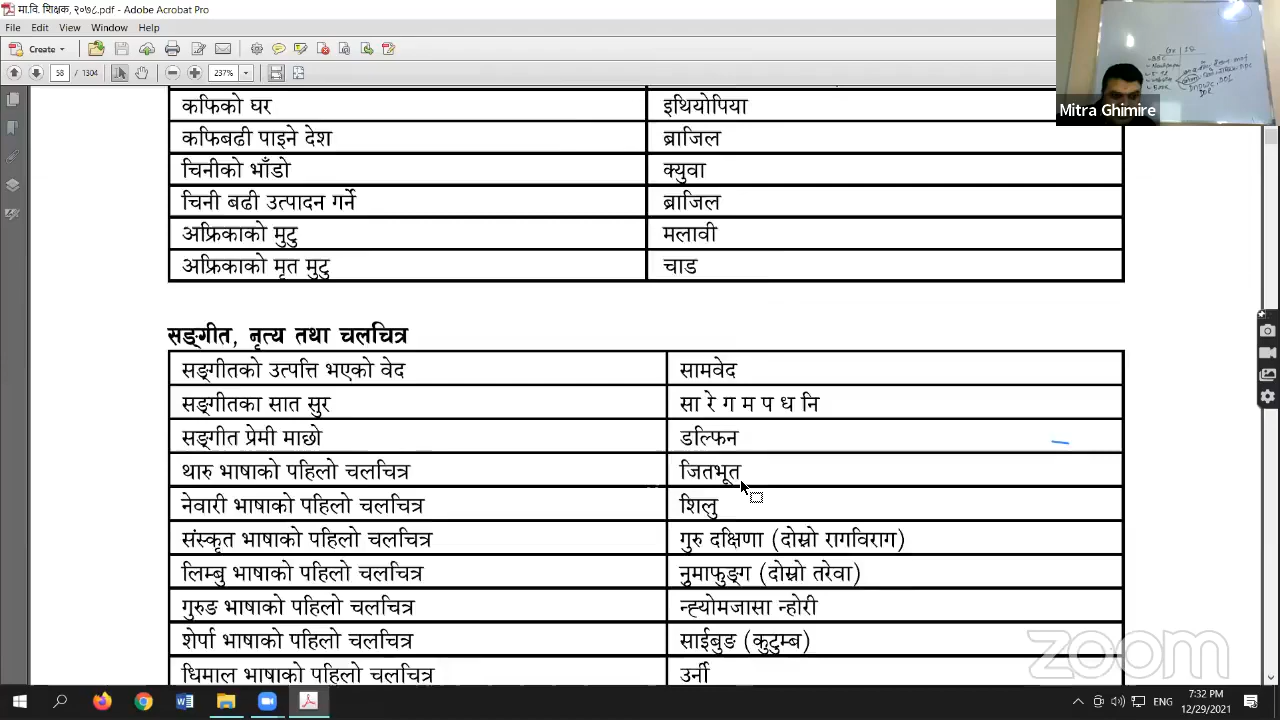 मा.वि. शिक्षक, २०७८.pdf - Adobe Acrobat Pro
File Edit View Window Help
Create
58 / 1304 237%
कफिको घर इथियोपिया
कफिबढी पाइने देश ब्राजिल
चिनीको भाँडो क्युवा
चिनी बढी उत्पादन गर्ने ब्राजिल
अफ्रिकाको मुटु मलावी
अफ्रिकाको मृत मुटु चाड
सङ्गीत, नृत्य तथा चलचित्र
सङ्गीतको उत्पत्ति भएको वेद सामवेद
सङ्गीतका सात सुर सा रे ग म प ध नि
सङ्गीत प्रेमी माछो डल्फिन
थारु भाषाको पहिलो चलचित्र जितभूत
नेवारी भाषाको पहिलो चलचित्र शिलु
संस्कृत भाषाको पहिलो चलचित्र गुरु दक्षिणा (दोस्रो रागविराग)
लिम्बु भाषाको पहिलो चलचित्र नुमाफुङ्ग (दोस्रो तरेवा)
गुरुङ भाषाको पहिलो चलचित्र न्ह्योमजासा न्होरी
शेर्पा भाषाको पहिलो चलचित्र साईबुङ (कुटुम्ब)
धिमाल भाषाको पहिलो चलचित्र उर्नी
Mitra Ghimire
zoom
ENG
7:32 PM
12/29/2021